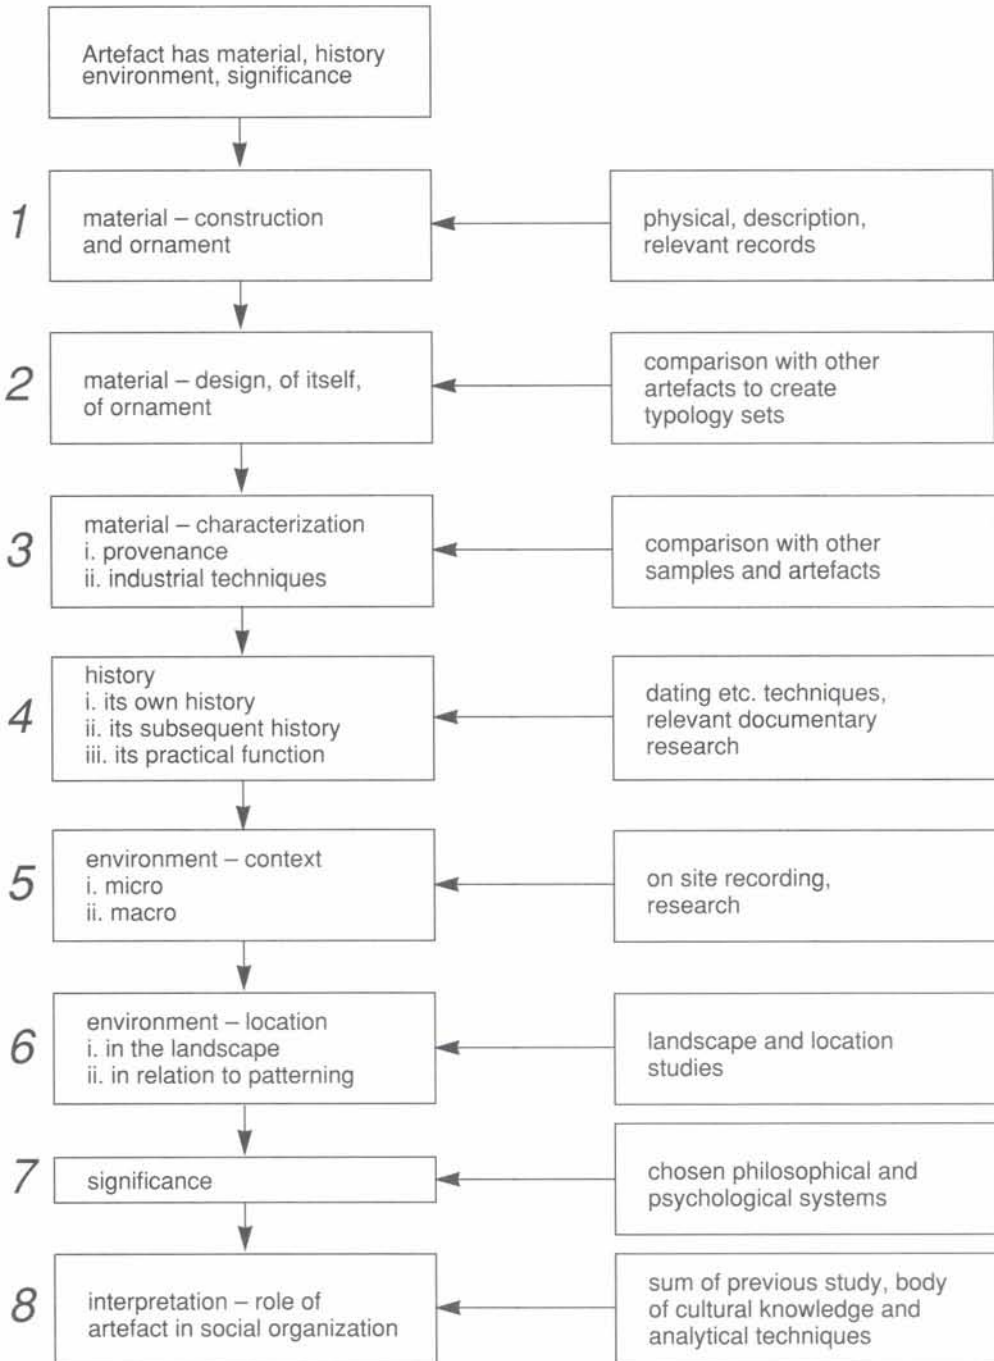 Artefact has material, history
environment, significance
1
material – construction
and ornament
physical, description,
relevant records
2
material – design, of itself,
of ornament
comparison with other
artefacts to create
typology sets
3
material – characterization
i. provenance
ii. industrial techniques
comparison with other
samples and artefacts
4
history
i. its own history
ii. its subsequent history
iii. its practical function
dating etc. techniques,
relevant documentary
research
5
environment – context
i. micro
ii. macro
on site recording,
research
6
environment – location
i. in the landscape
ii. in relation to patterning
landscape and location
studies
7
significance
chosen philosophical and
psychological systems
8
interpretation – role of
artefact in social organization
sum of previous study, body
of cultural knowledge and
analytical techniques